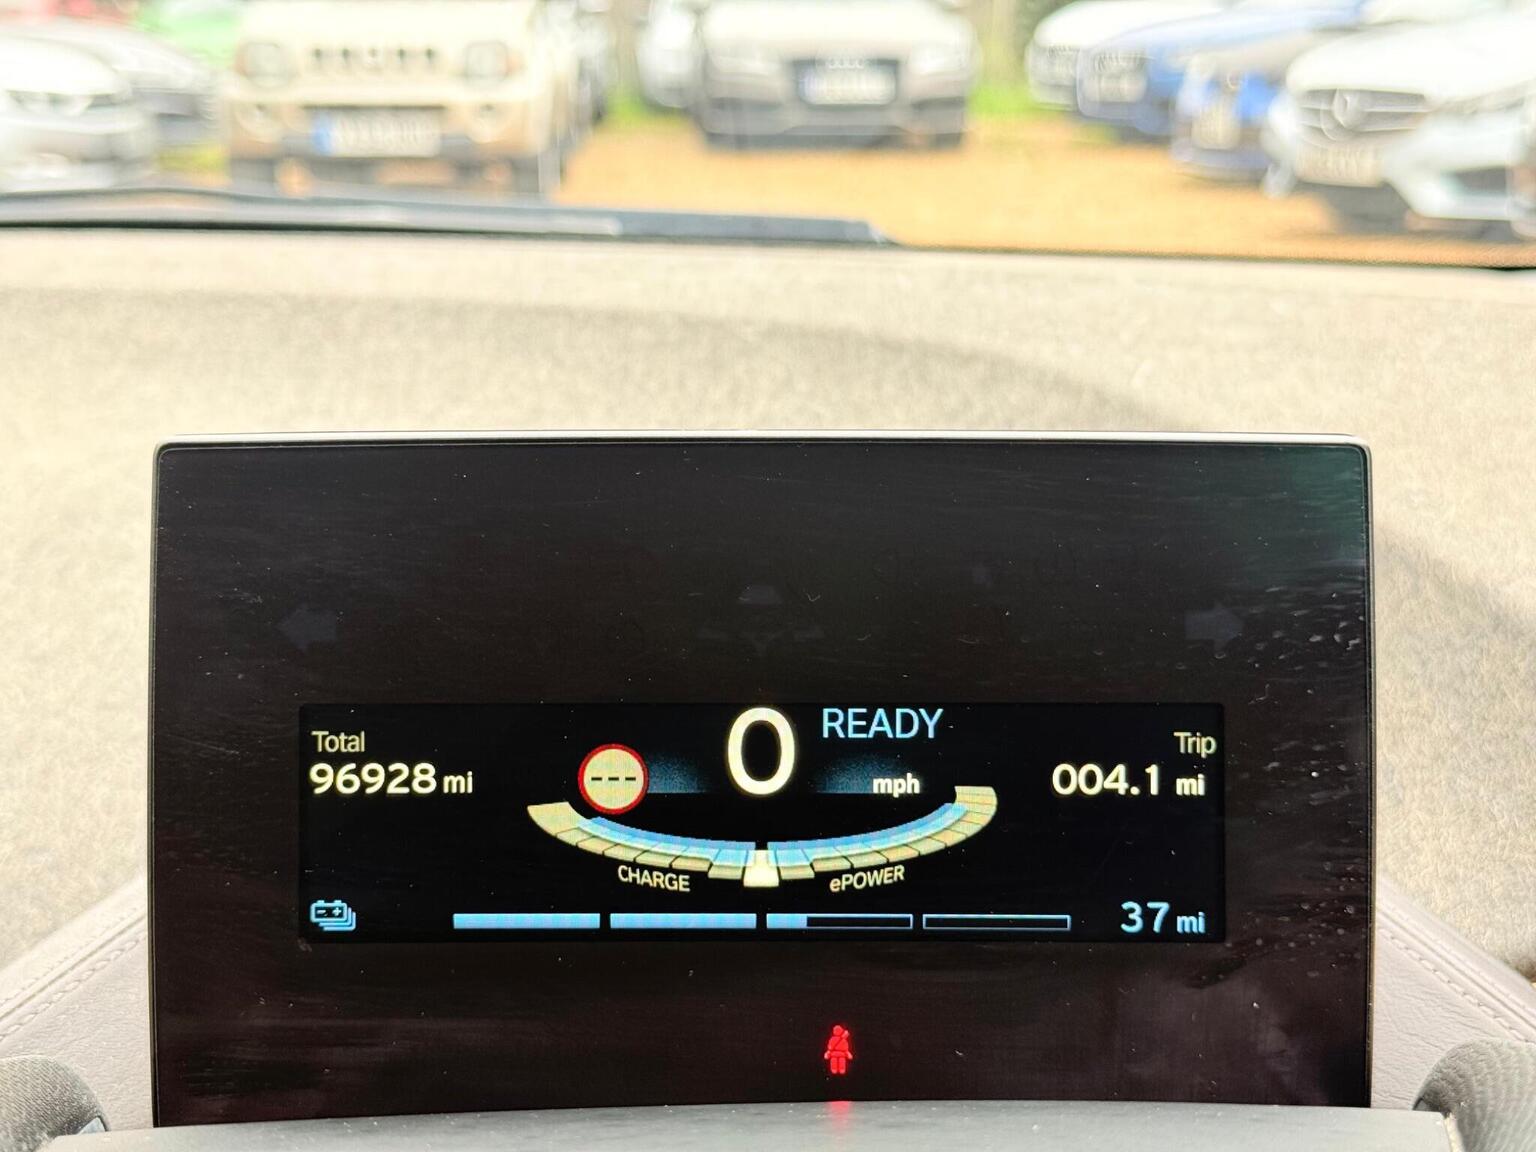 0 READY
Total
Trip
96928 mi
---
mph
004.1 mi
CHARGE
ePOWER
37 mi